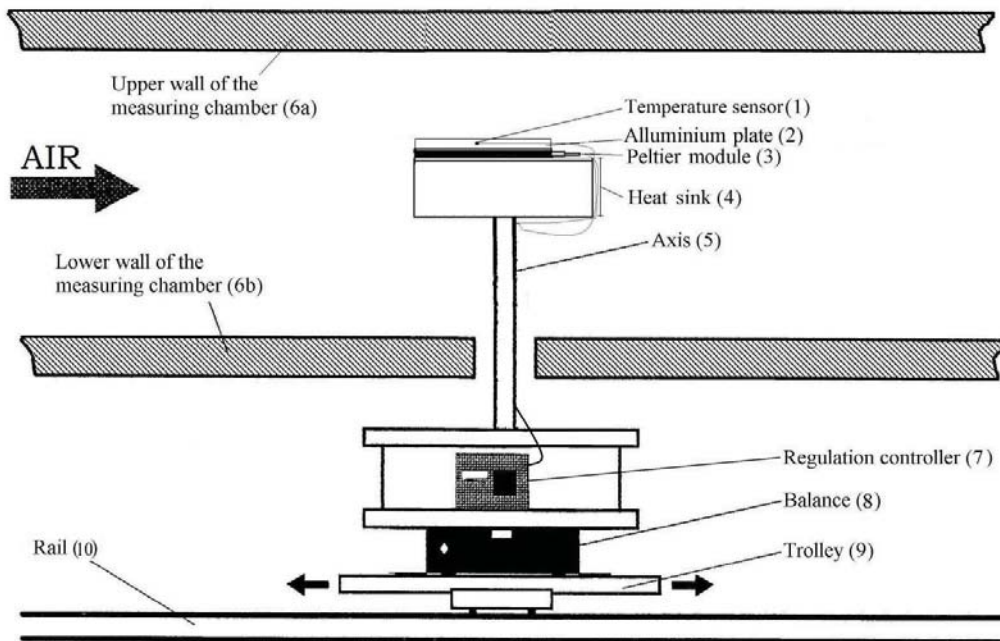 Upper wall of the
measuring chamber (6a)
Temperature sensor (1)
Alluminium plate (2)
Peltier module (3)
AIR
Heat sink (4)
Axis (5)
Lower wall of the
measuring chamber (6b)
Regulation controller (7)
Balance (8)
Rail (10)
Trolley (9)